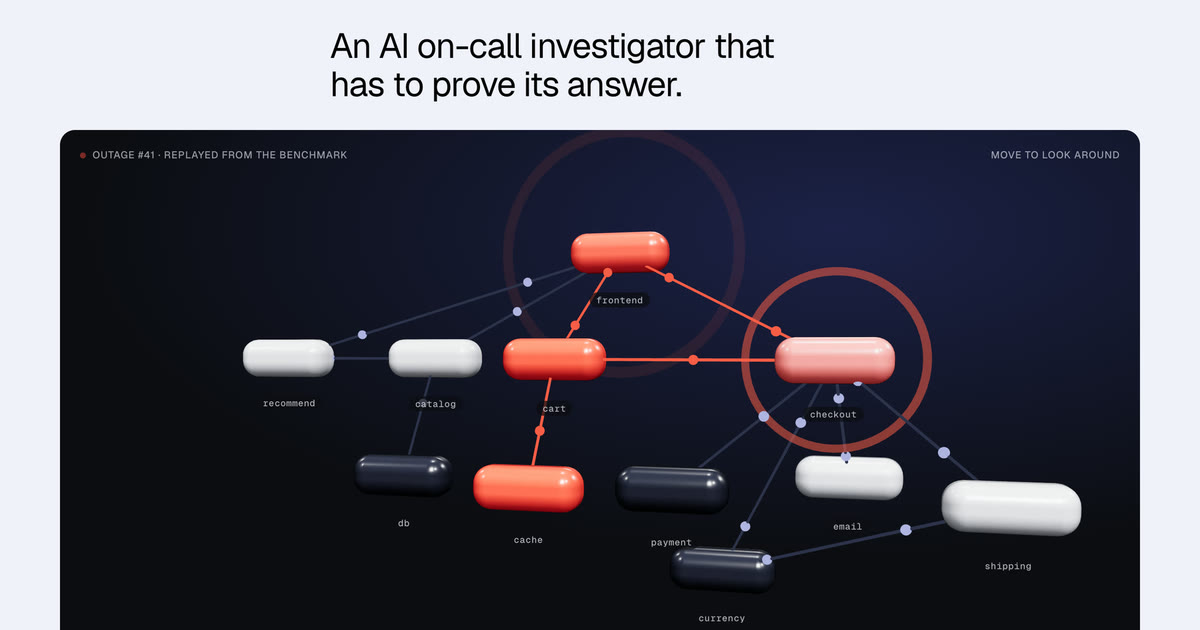 An AI on-call investigator that
has to prove its answer.
OUTAGE #41 · REPLAYED FROM THE BENCHMARK
MOVE TO LOOK AROUND
frontend
recommend
catalog
cart
checkout
db
cache
payment
email
shipping
currency